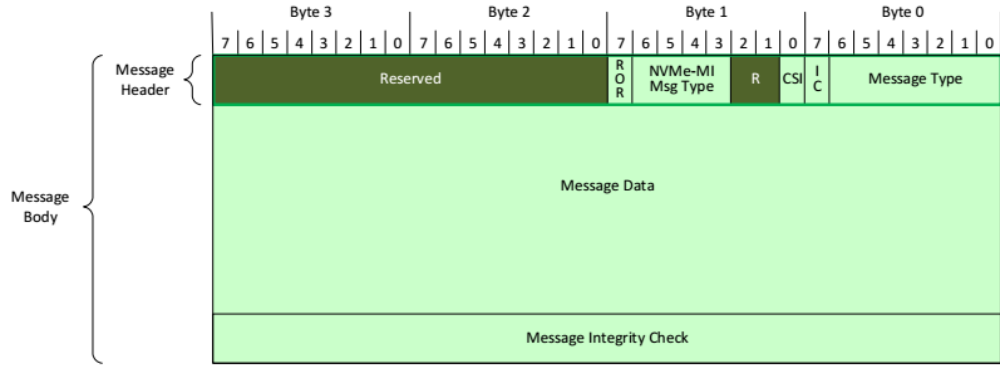 Byte 3 Byte 2 Byte 1 Byte 0
7 6 5 4 3 2 1 0 7 6 5 4 3 2 1 0 7 6 5 4 3 2 1 0 7 6 5 4 3 2 1 0
Message
Header
Reserved
R
O
R
NVMe-MI
Msg Type
R
CSI
I
C
Message Type
Message
Body
Message Data
Message Integrity Check